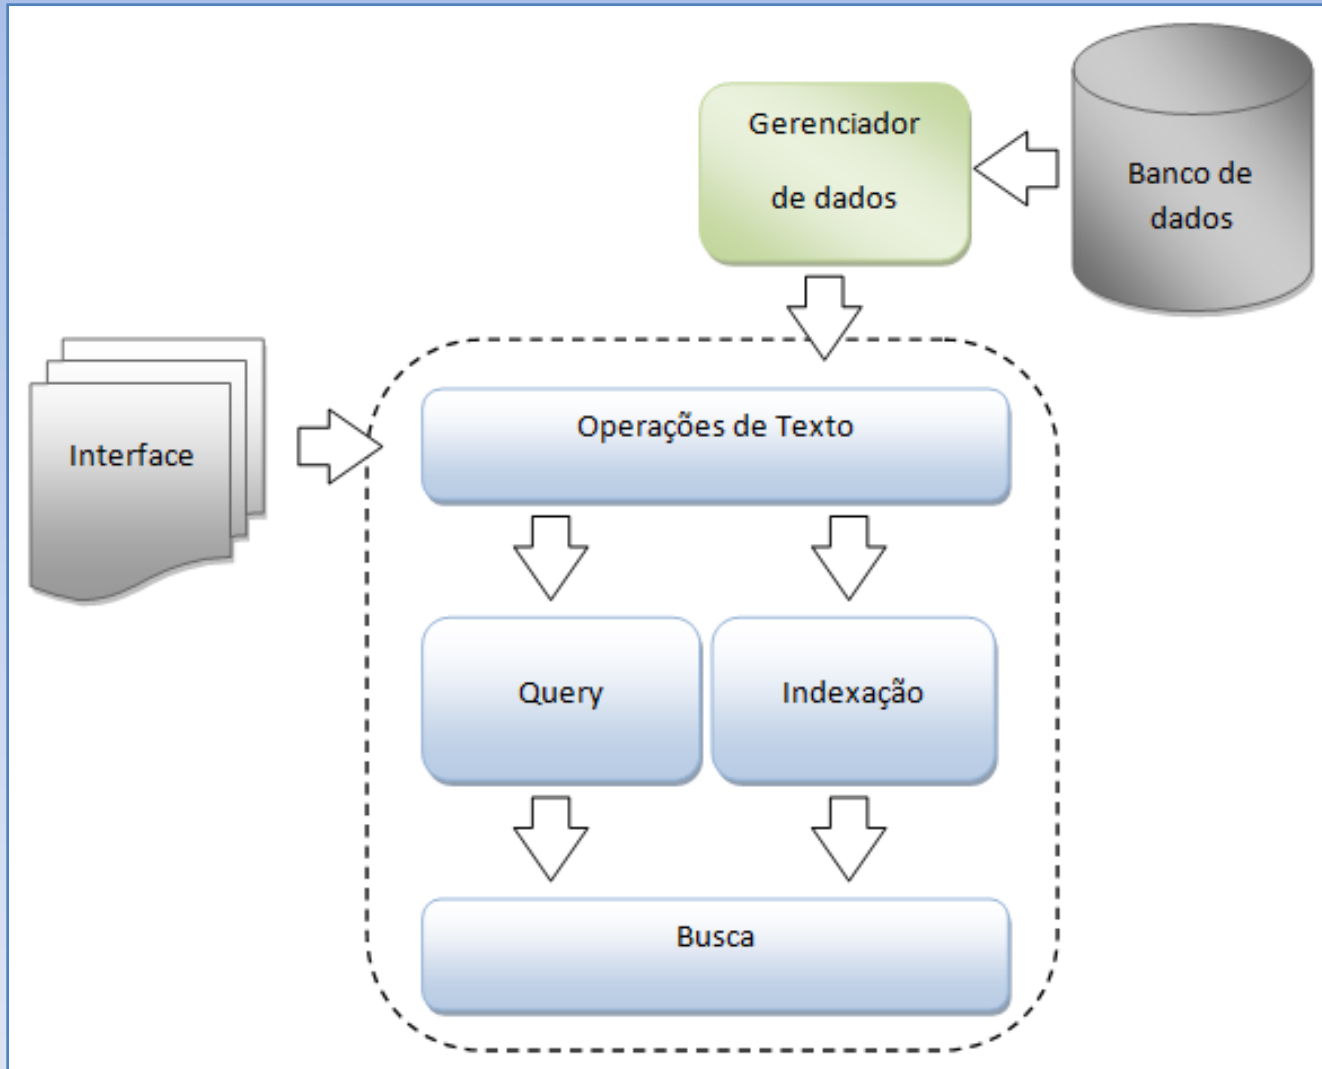 Gerenciador
de dados
Banco de
dados
Interface
Operações de Texto
Query
Indexação
Busca